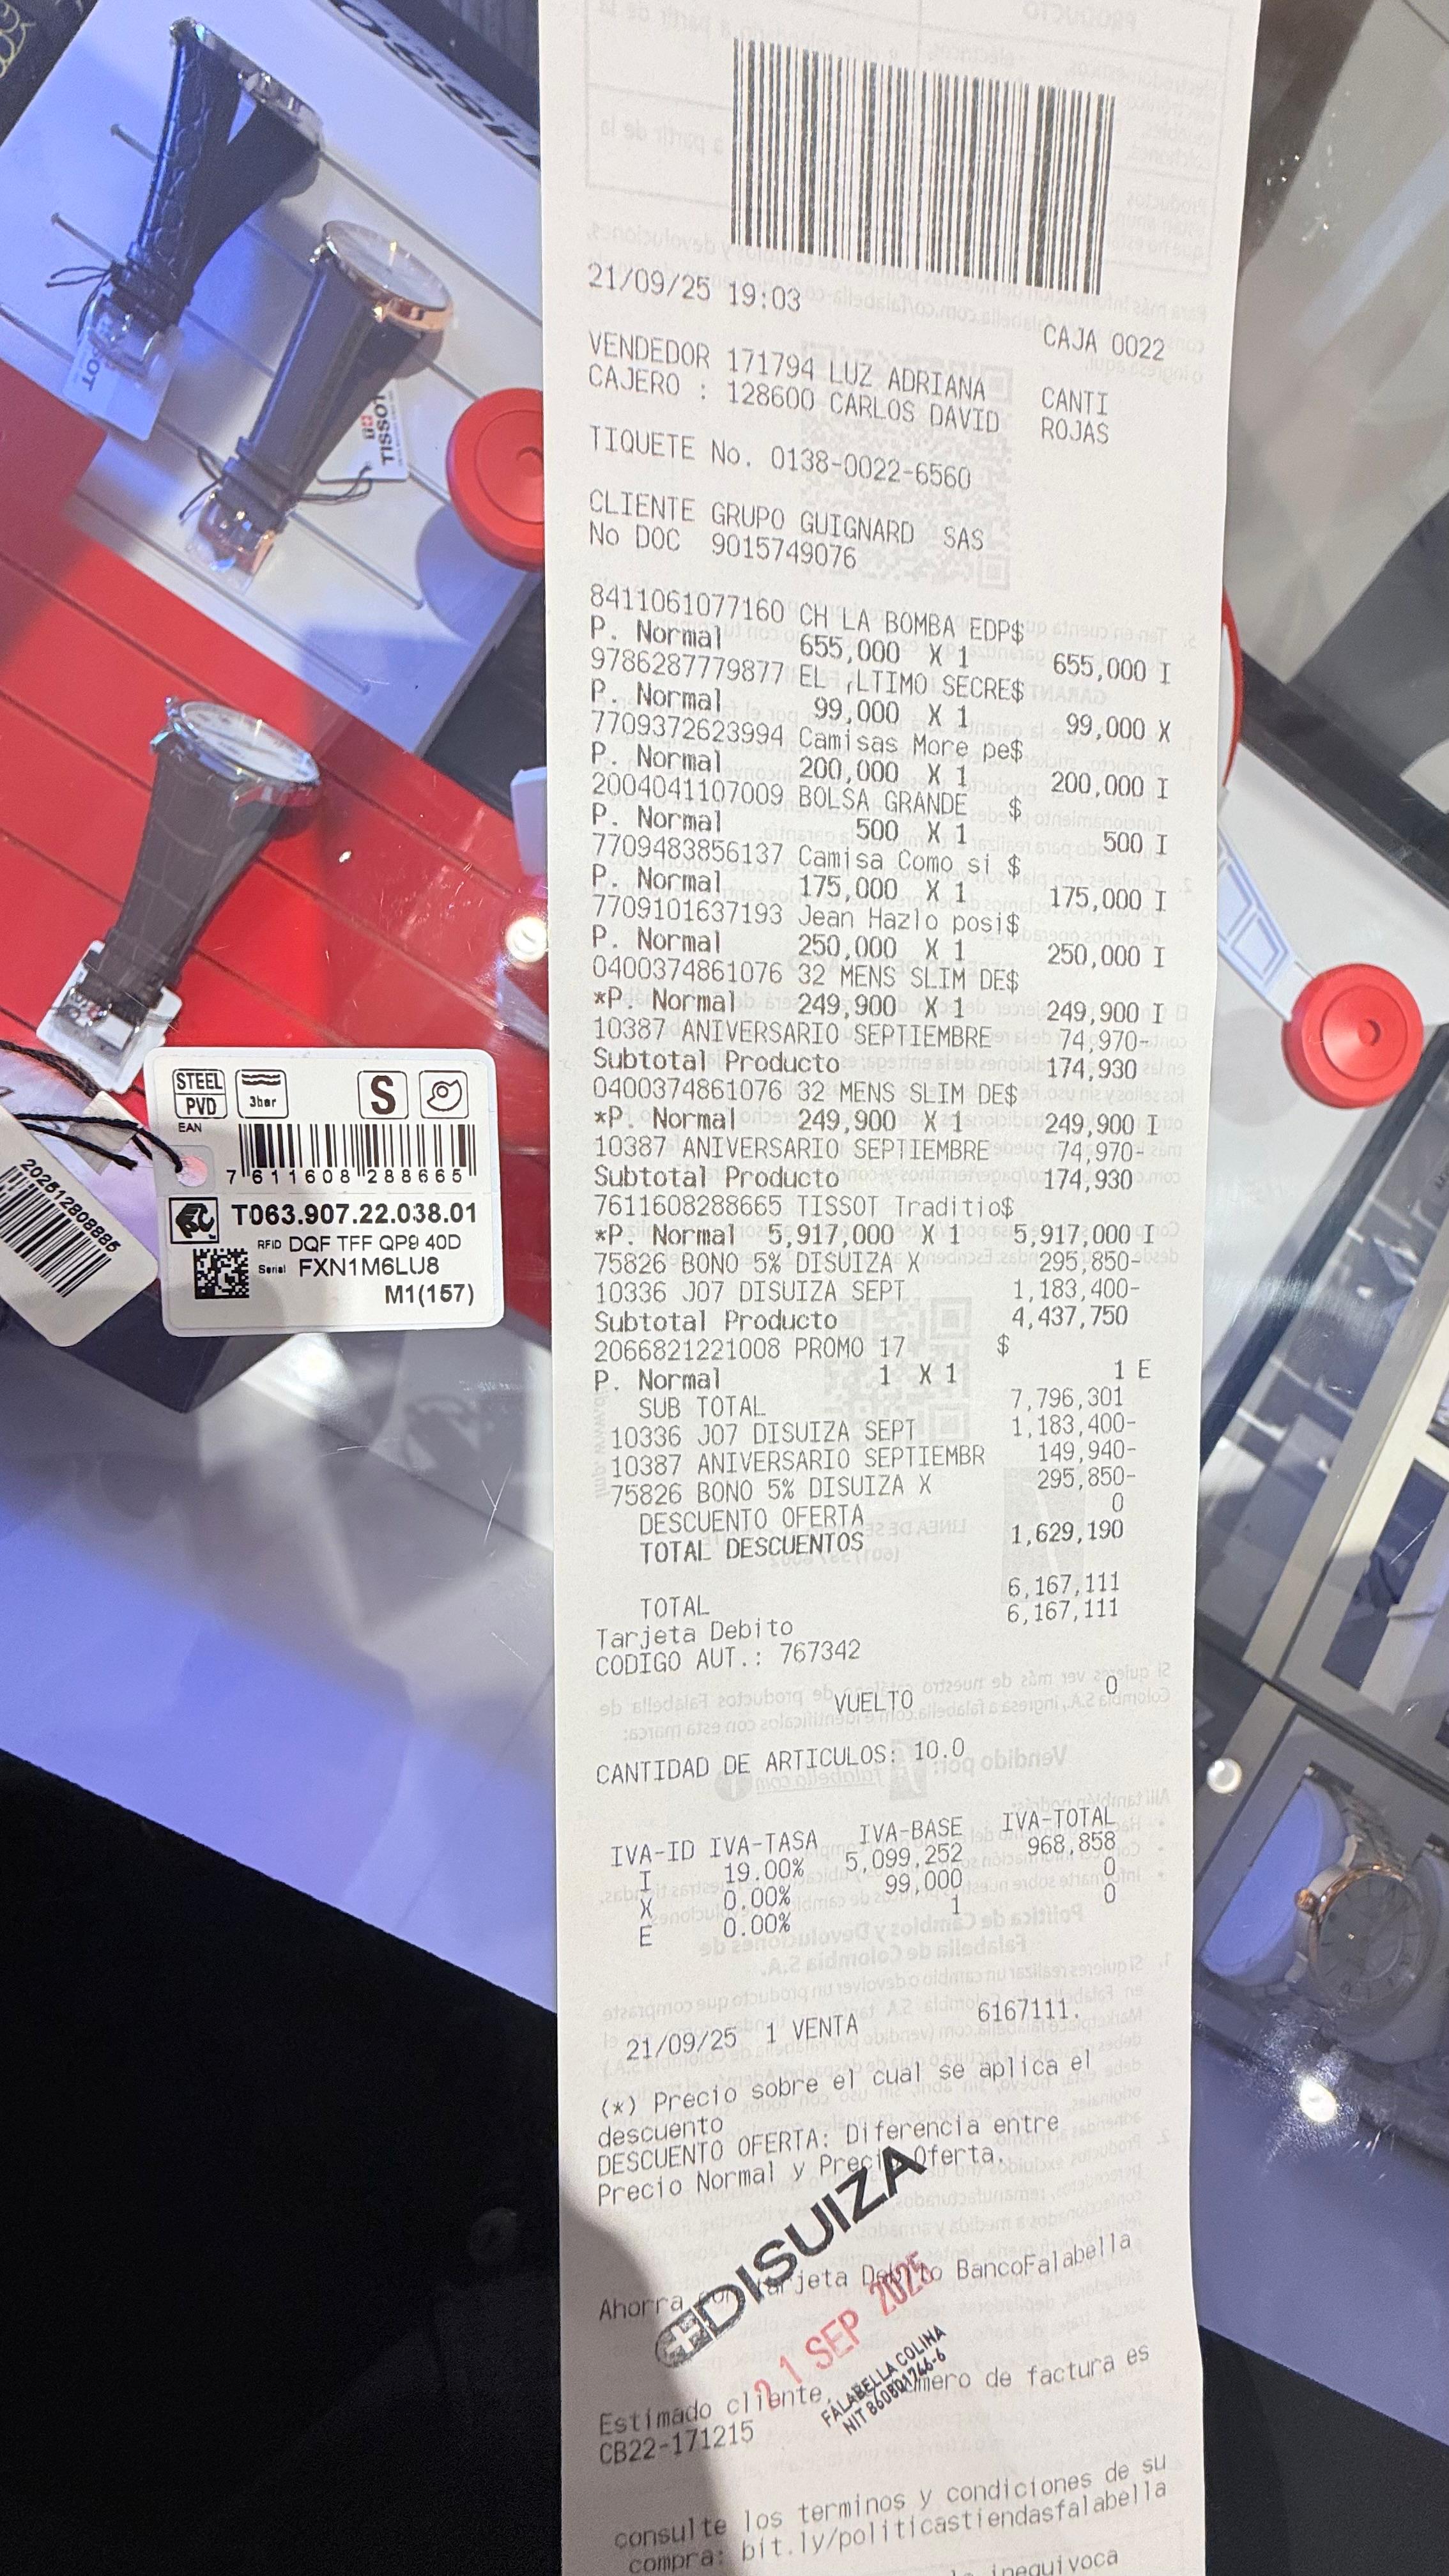 TISSOT
TISSOT
STEEL
PVD
3bar
S
EAN
7 611608 288665
T063.907.22.038.01
RFID DQF TFF QP9 40D
Serial FXN1M6LU8
M1(157)
202512808885
21/09/25 19:03 CAJA 0022
VENDEDOR 171794 LUZ ADRIANA CANTI
CAJERO : 128600 CARLOS DAVID ROJAS
TIQUETE No. 0138-0022-6560
CLIENTE GRUPO GUIGNARD SAS
No DOC 9015749076
8411061077160 CH LA BOMBA EDP$
P. Normal 655,000 X 1 655,000 I
9786287779877 EL ,LTIMO SECRE$
P. Normal 99,000 X 1 99,000 X
7709372623994 Camisas More pe$
P. Normal 200,000 X 1 200,000 I
2004041107009 BOLSA GRANDE $
P. Normal 500 X 1 500 I
7709483856137 Camisa Como si $
P. Normal 175,000 X 1 175,000 I
7709101637193 Jean Hazlo posi$
P. Normal 250,000 X 1 250,000 I
0400374861076 32 MENS SLIM DE$
*P. Normal 249,900 X 1 249,900 I
10387 ANIVERSARIO SEPTIEMBRE 74,970-
Subtotal Producto 174,930
0400374861076 32 MENS SLIM DE$
*P. Normal 249,900 X 1 249,900 I
10387 ANIVERSARIO SEPTIEMBRE 74,970-
Subtotal Producto 174,930
7611608288665 TISSOT Traditio$
*P. Normal 5,917,000 X 1 5,917,000 I
75826 BONO 5% DISUIZA X 295,850-
10336 J07 DISUIZA SEPT 1,183,400-
Subtotal Producto 4,437,750
2066821221008 PROMO 17 $
P. Normal 1 X 1 1 E
SUB TOTAL 7,796,301
10336 J07 DISUIZA SEPT 1,183,400-
10387 ANIVERSARIO SEPTIEMBR 149,940-
75826 BONO 5% DISUIZA X 295,850-
DESCUENTO OFERTA 0
TOTAL DESCUENTOS 1,629,190
TOTAL 6,167,111
Tarjeta Debito 6,167,111
CODIGO AUT.: 767342
VUELTO 0
CANTIDAD DE ARTICULOS: 10.0
IVA-ID IVA-TASA IVA-BASE IVA-TOTAL
I 19.00% 5,099,252 968,858
X 0.00% 99,000 0
E 0.00% 1 0
21/09/25 1 VENTA 6167111.
(*) Precio sobre el cual se aplica el
descuento
DESCUENTO OFERTA: Diferencia entre
Precio Normal y Precio Oferta.
DISUIZA
Ahorra con Tarjeta Debito BancoFalabella
21 SEP 2025
FALABELLA COLINA
NIT 860801746-6
Estimado cliente, número de factura es
CB22-171215
consulte los terminos y condiciones de su
compra: bit.ly/politicastiendasfalabella
inequivoca